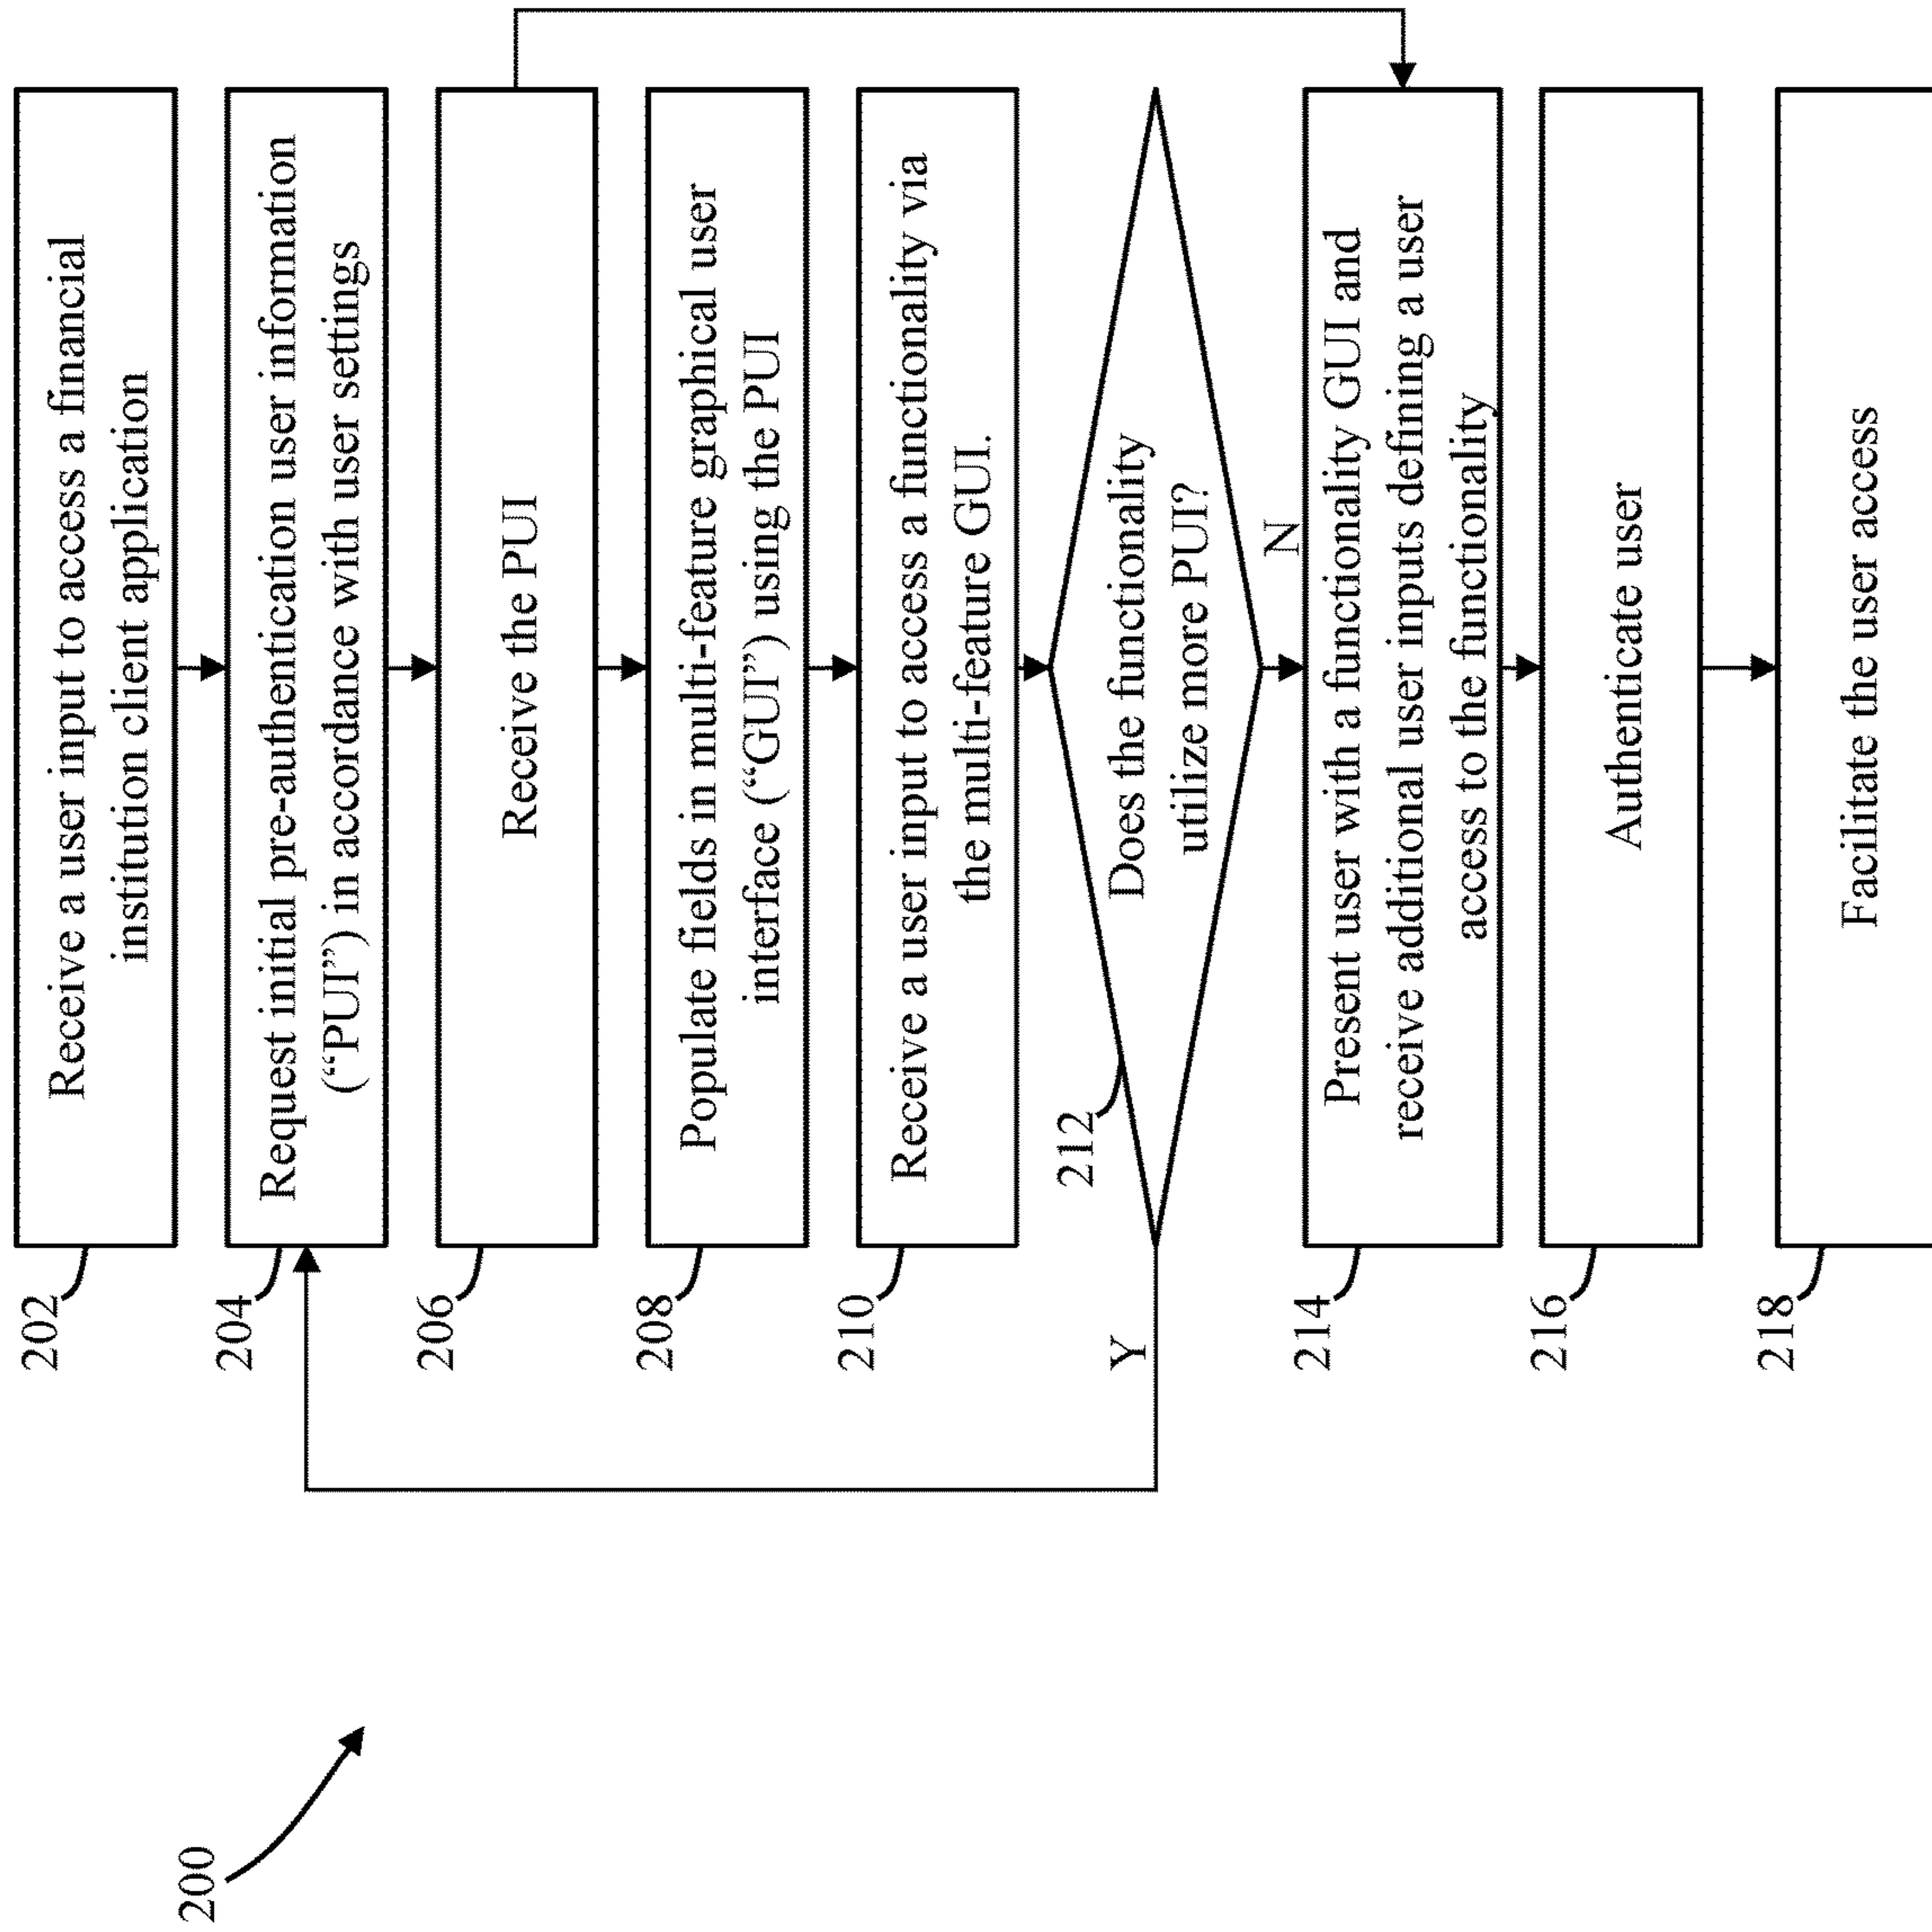 200
202
Receive a user input to access a financial
institution client application
204
Request initial pre-authentication user information
(“PUI”) in accordance with user settings
206
Receive the PUI
208
Populate fields in multi-feature graphical user
interface (“GUI”) using the PUI
210
Receive a user input to access a functionality via
the multi-feature GUI.
212
Does the functionality
utilize more PUI?
Y
N
214
Present user with a functionality GUI and
receive additional user inputs defining a user
access to the functionality
216
Authenticate user
218
Facilitate the user access